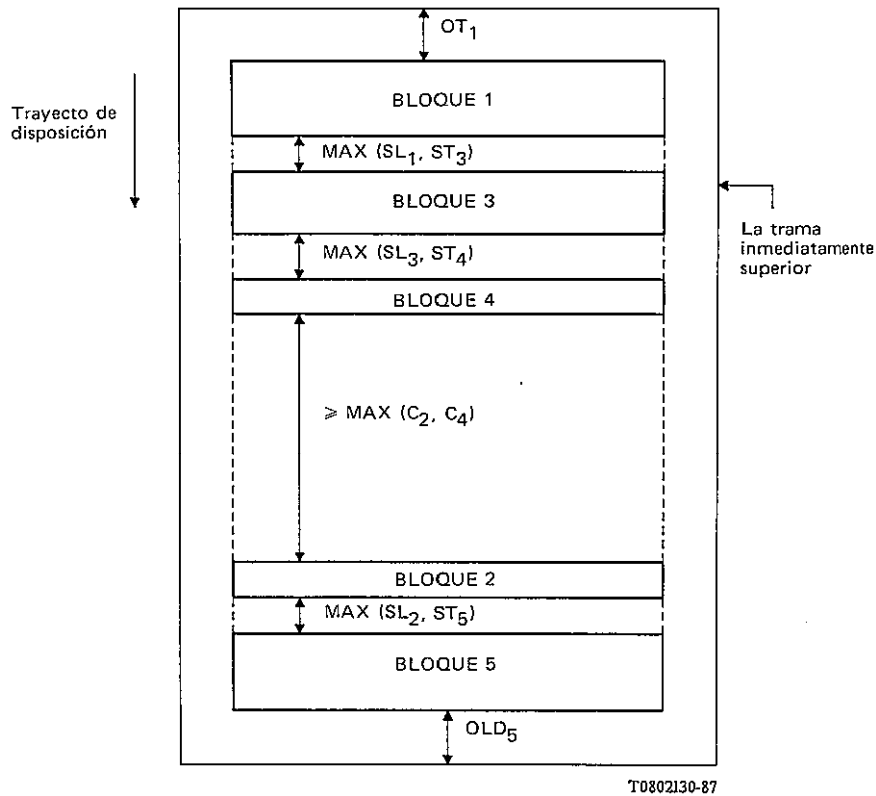 OT1
BLOQUE 1
Trayecto de
disposición
MAX (SL1, ST3)
BLOQUE 3
La trama
inmediatamente
superior
MAX (SL3, ST4)
BLOQUE 4
⩾ MAX (C2, C4)
BLOQUE 2
MAX (SL2, ST5)
BLOQUE 5
OLD5
T0802130-87